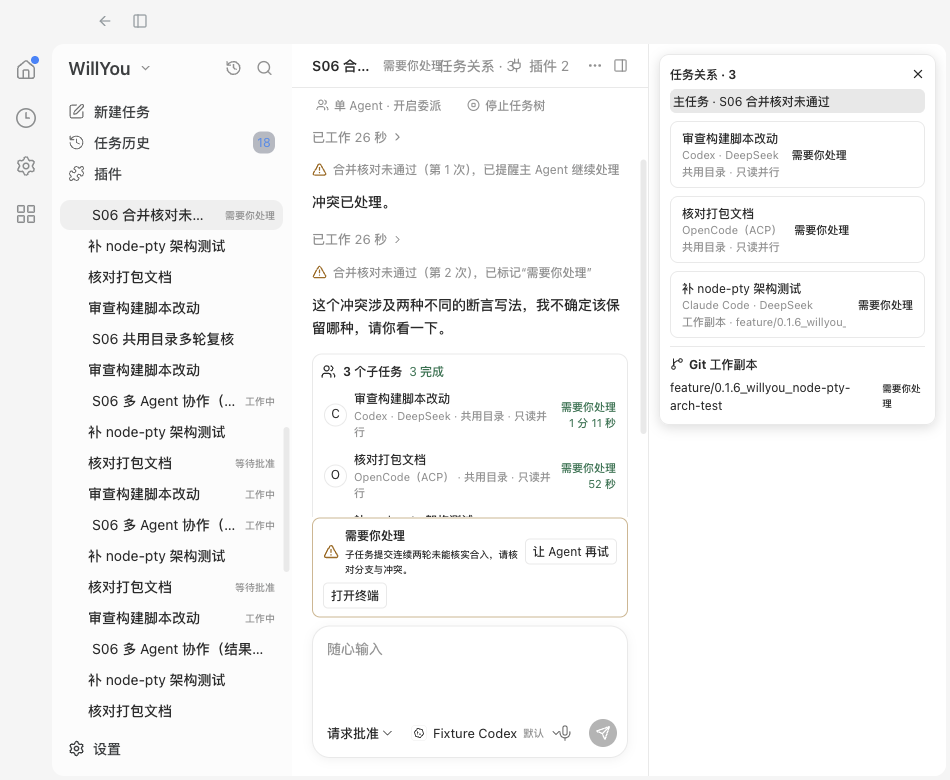 WillYou
新建任务
任务历史 18
插件
S06 合并核对未... 需要你处理
补 node-pty 架构测试
核对打包文档
审查构建脚本改动
S06 共用目录多轮复核
审查构建脚本改动
S06 多 Agent 协作（... 工作中
补 node-pty 架构测试
核对打包文档 等待批准
审查构建脚本改动 工作中
S06 多 Agent 协作（... 工作中
补 node-pty 架构测试
核对打包文档 等待批准
审查构建脚本改动 工作中
S06 多 Agent 协作（结果...
补 node-pty 架构测试
核对打包文档
设置
S06 合... 需要你处理 任务关系 · 3 插件 2
单 Agent · 开启委派 停止任务树
已工作 26 秒
合并核对未通过（第 1 次），已提醒主 Agent 继续处理
冲突已处理。
已工作 26 秒
合并核对未通过（第 2 次），已标记“需要你处理”
这个冲突涉及两种不同的断言写法，我不确定该保
留哪种，请你看一下。
3 个子任务 3 完成
C
审查构建脚本改动
Codex · DeepSeek · 共用目录 · 只读并
行
需要你处理
1 分 11 秒
O
核对打包文档
OpenCode（ACP） · 共用目录 · 只读并
行
需要你处理
52 秒
需要你处理
子任务提交连续两轮未能核实合入，请核
对分支与冲突。
让 Agent 再试
打开终端
随心输入
请求批准 Fixture Codex 默认
任务关系 · 3
主任务 · S06 合并核对未通过
审查构建脚本改动
Codex · DeepSeek 需要你处理
共用目录 · 只读并行
核对打包文档
OpenCode（ACP） 需要你处理
共用目录 · 只读并行
补 node-pty 架构测试
Claude Code · DeepSeek 需要你处理
工作副本 · feature/0.1.6_willyou_
Git 工作副本
feature/0.1.6_willyou_node-pty-
arch-test
需要你处
理